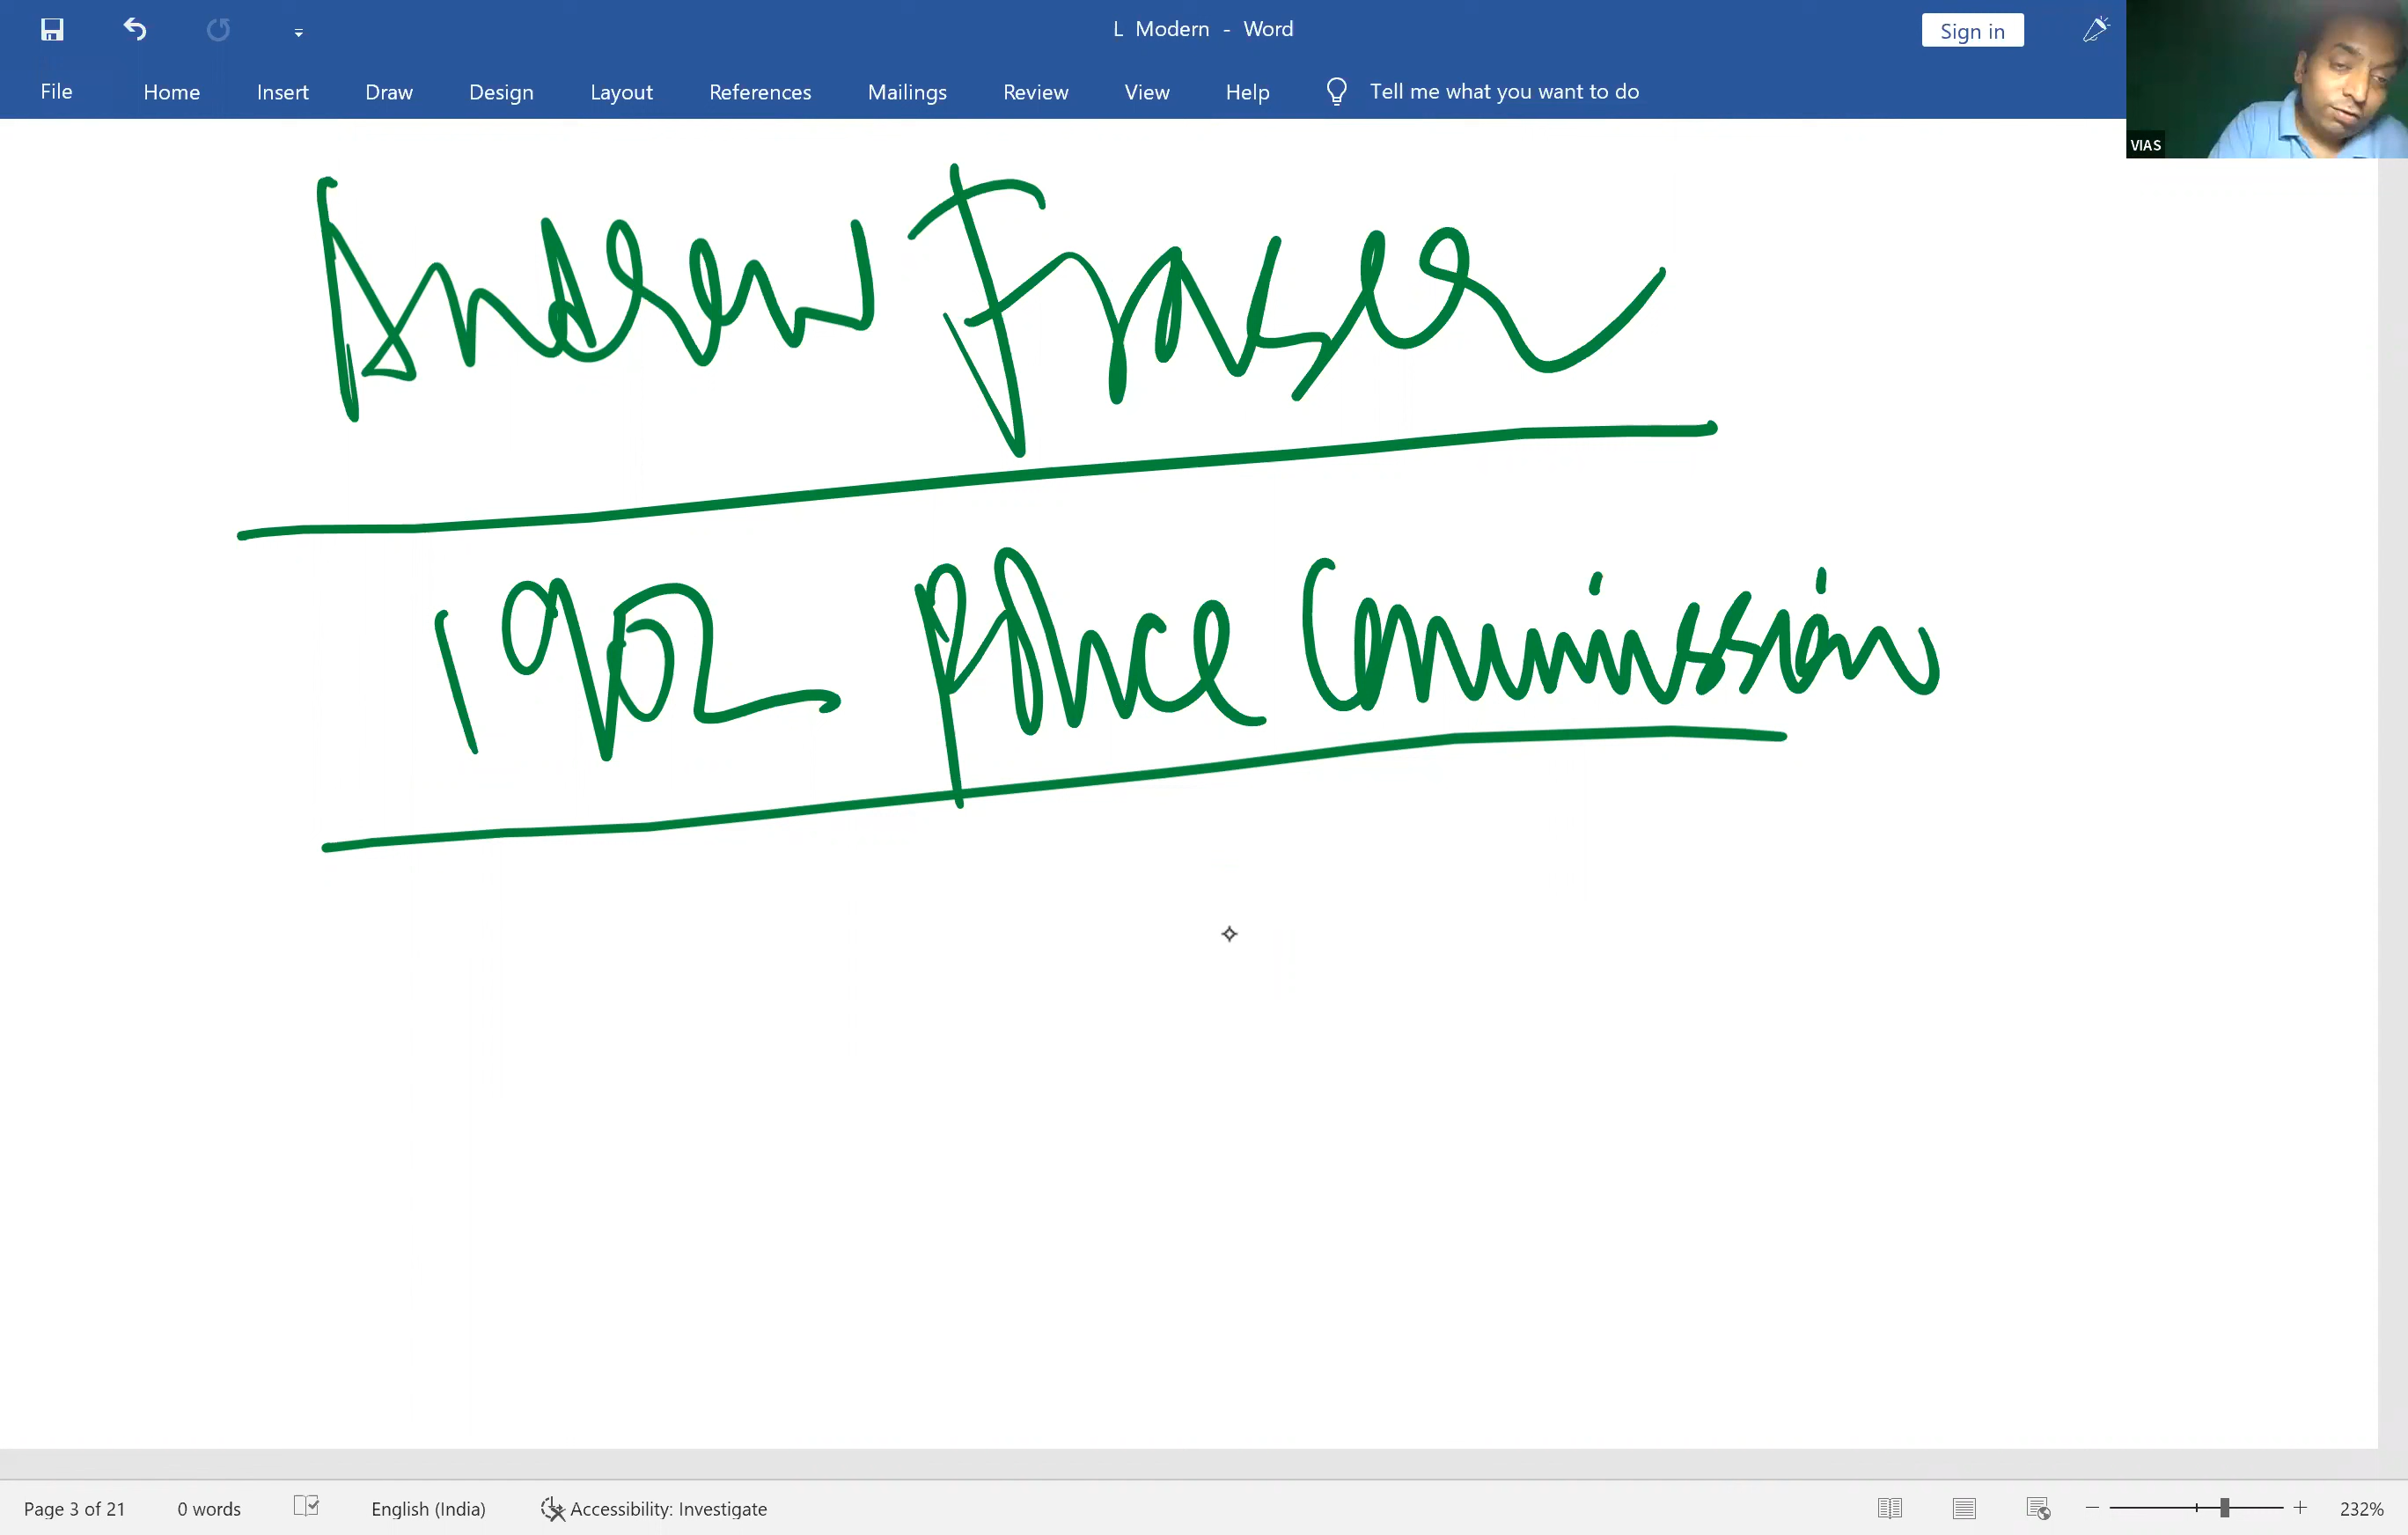 L Modern - Word
Sign in
File Home Insert Draw Design Layout References Mailings Review View Help Tell me what you want to do
VIAS
Andrew Fraser
1902 Police Commission
Page 3 of 21 0 words English (India) Accessibility: Investigate 232%